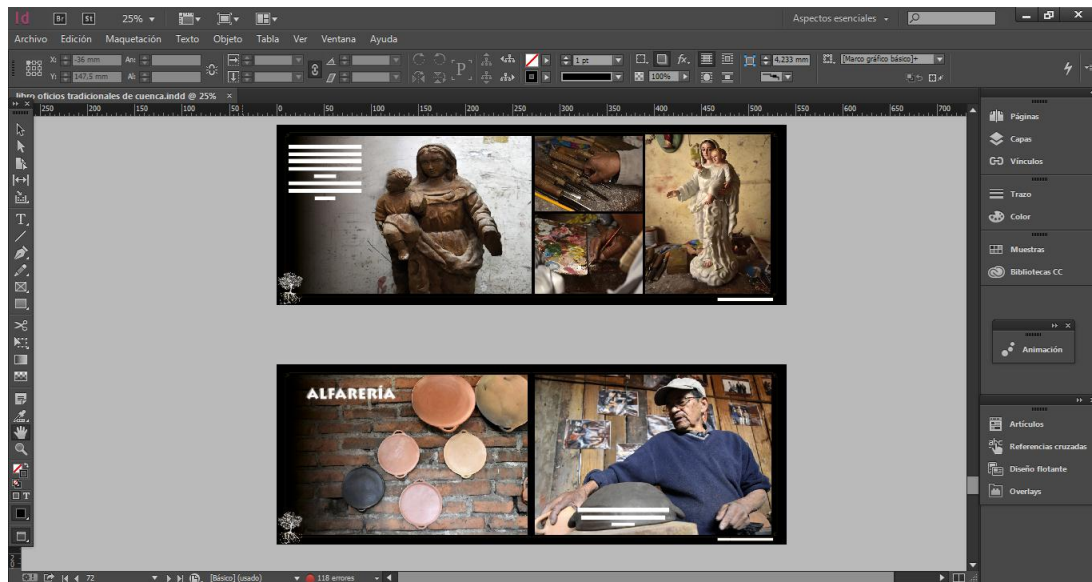 Id Br St 25% Aspectos esenciales
Archivo Edición Maquetación Texto Objeto Tabla Ver Ventana Ayuda
X: -36 mm An: P 1 pt fx. 4,233 mm [Marco gráfico básico]+
Y: 147,5 mm Al: 100%
libro oficios tradicionales de cuenca.indd @ 25% ×
250 200 150 100 50 0 50 100 150 200 250 300 350 400 450 500 550 600 650 700
Páginas
Capas
Vínculos
Trazo
Color
Muestras
Bibliotecas CC
Animación
ALFARERÍA
Artículos
Referencias cruzadas
Diseño flotante
Overlays
72 [Básico] (usado) 118 errores